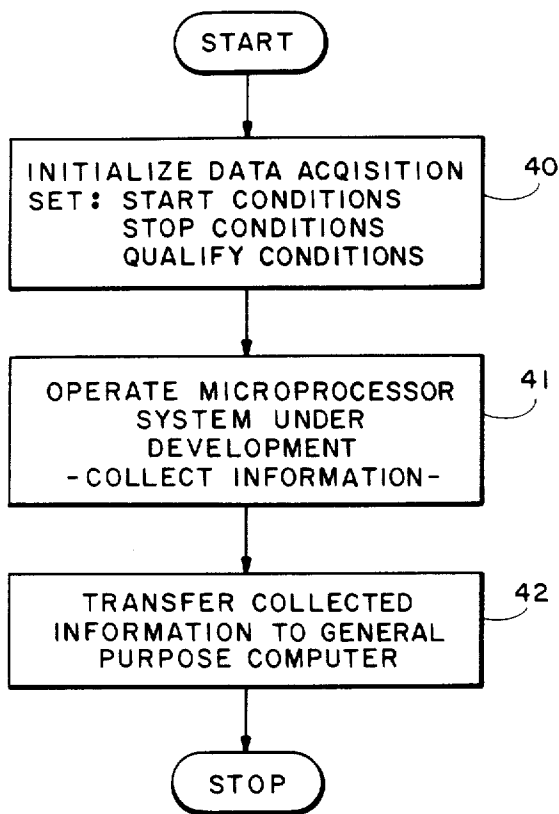 START
INITIALIZE DATA ACQISITION
SET: START CONDITIONS
STOP CONDITIONS
QUALIFY CONDITIONS
40
OPERATE MICROPROCESSOR
SYSTEM UNDER
DEVELOPMENT
-COLLECT INFORMATION-
41
TRANSFER COLLECTED
INFORMATION TO GENERAL
PURPOSE COMPUTER
42
STOP